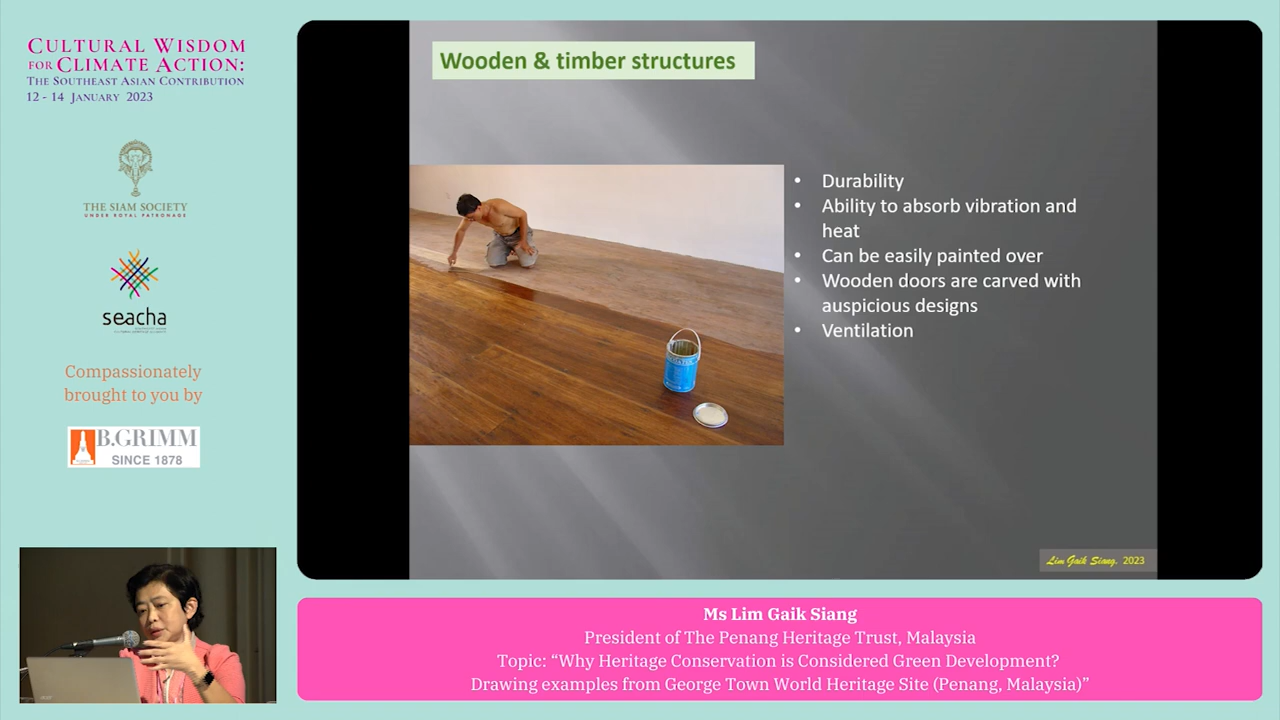 CULTURAL WISDOM
FOR CLIMATE ACTION:
THE SOUTHEAST ASIAN CONTRIBUTION
12 - 14 JANUARY 2023
THE SIAM SOCIETY
UNDER ROYAL PATRONAGE
seacha
Compassionately
brought to you by
B.GRIMM
SINCE 1878
Wooden & timber structures
• Durability
• Ability to absorb vibration and
heat
• Can be easily painted over
• Wooden doors are carved with
auspicious designs
• Ventilation
Lim Gaik Siang, 2023
Ms Lim Gaik Siang
President of The Penang Heritage Trust, Malaysia
Topic: “Why Heritage Conservation is Considered Green Development?
Drawing examples from George Town World Heritage Site (Penang, Malaysia)”